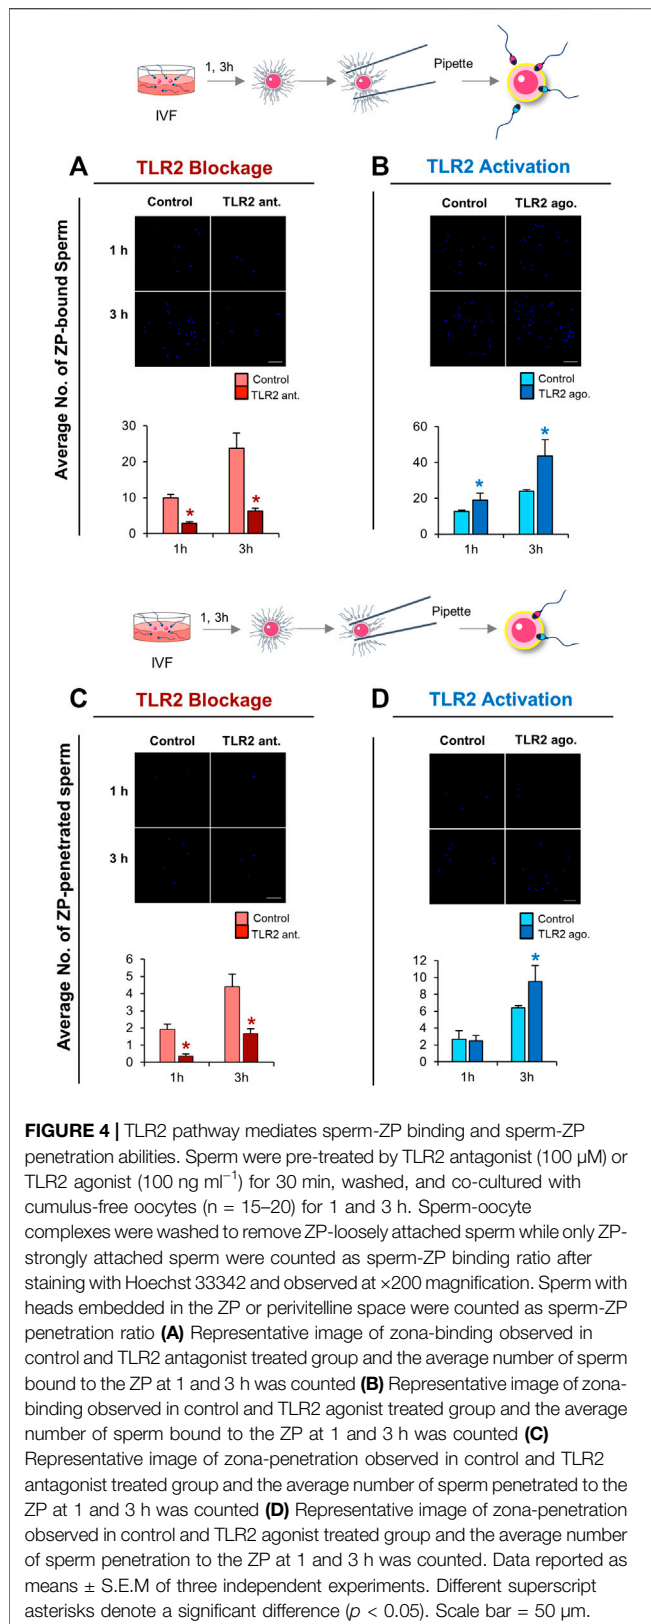 1, 3h
Pipette
IVF
A
TLR2 Blockage
B
TLR2 Activation
Control
TLR2 ant.
Control
TLR2 ago.
1 h
3 h
Average No. of ZP-bound Sperm
Control
TLR2 ant.
Control
TLR2 ago.
30
20
10
0
*
*
1h
3h
60
40
20
0
*
*
1h
3h
1, 3h
Pipette
IVF
C
TLR2 Blockage
D
TLR2 Activation
Control
TLR2 ant.
Control
TLR2 ago.
1 h
3 h
Average No. of ZP-penetrated sperm
Control
TLR2 ant.
Control
TLR2 ago.
6
5
4
3
2
1
0
*
*
1h
3h
12
10
8
6
4
2
0
*
1h
3h
FIGURE 4 | TLR2 pathway mediates sperm-ZP binding and sperm-ZP
penetration abilities. Sperm were pre-treated by TLR2 antagonist (100 µM) or
TLR2 agonist (100 ng ml⁻¹) for 30 min, washed, and co-cultured with
cumulus-free oocytes (n = 15–20) for 1 and 3 h. Sperm-oocyte
complexes were washed to remove ZP-loosely attached sperm while only ZP-
strongly attached sperm were counted as sperm-ZP binding ratio after
staining with Hoechst 33342 and observed at ×200 magnification. Sperm with
heads embedded in the ZP or perivitelline space were counted as sperm-ZP
penetration ratio (A) Representative image of zona-binding observed in
control and TLR2 antagonist treated group and the average number of sperm
bound to the ZP at 1 and 3 h was counted (B) Representative image of zona-
binding observed in control and TLR2 agonist treated group and the average
number of sperm bound to the ZP at 1 and 3 h was counted (C)
Representative image of zona-penetration observed in control and TLR2
antagonist treated group and the average number of sperm penetrated to the
ZP at 1 and 3 h was counted (D) Representative image of zona-penetration
observed in control and TLR2 agonist treated group and the average number
of sperm penetration to the ZP at 1 and 3 h was counted. Data reported as
means ± S.E.M of three independent experiments. Different superscript
asterisks denote a significant difference (p < 0.05). Scale bar = 50 µm.